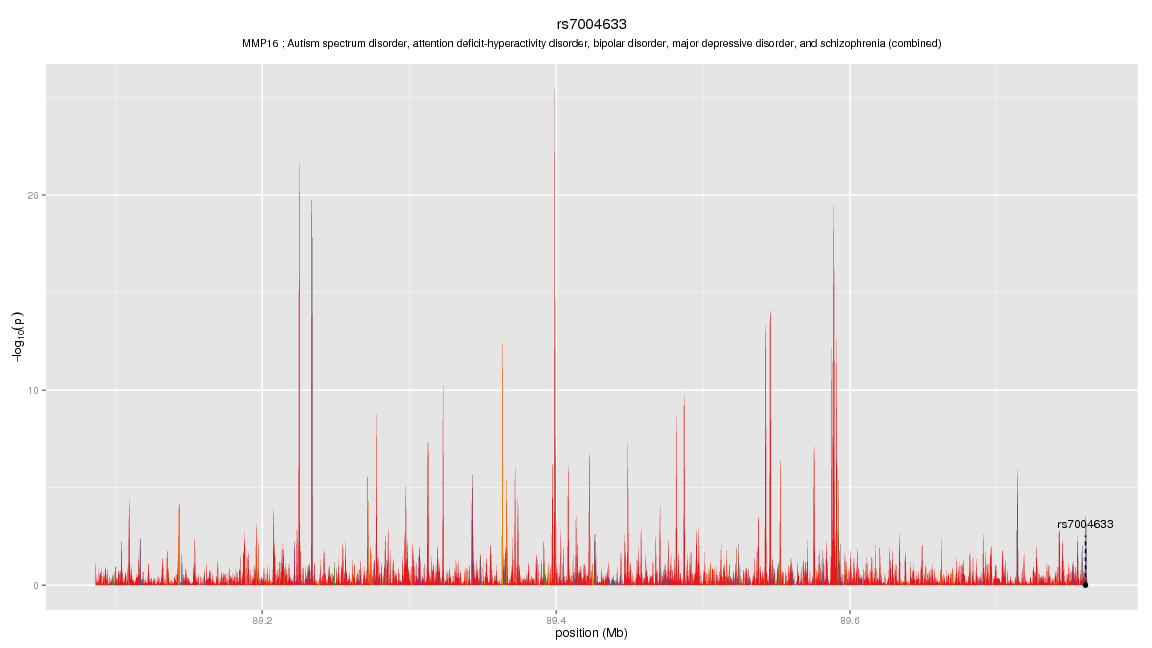 rs7004633
MMP16 ; Autism spectrum disorder, attention deficit-hyperactivity disorder, bipolar disorder, major depressive disorder, and schizophrenia (combined)
−log10(p)
20
10
0
rs7004633
89.2
89.4
89.6
position (Mb)